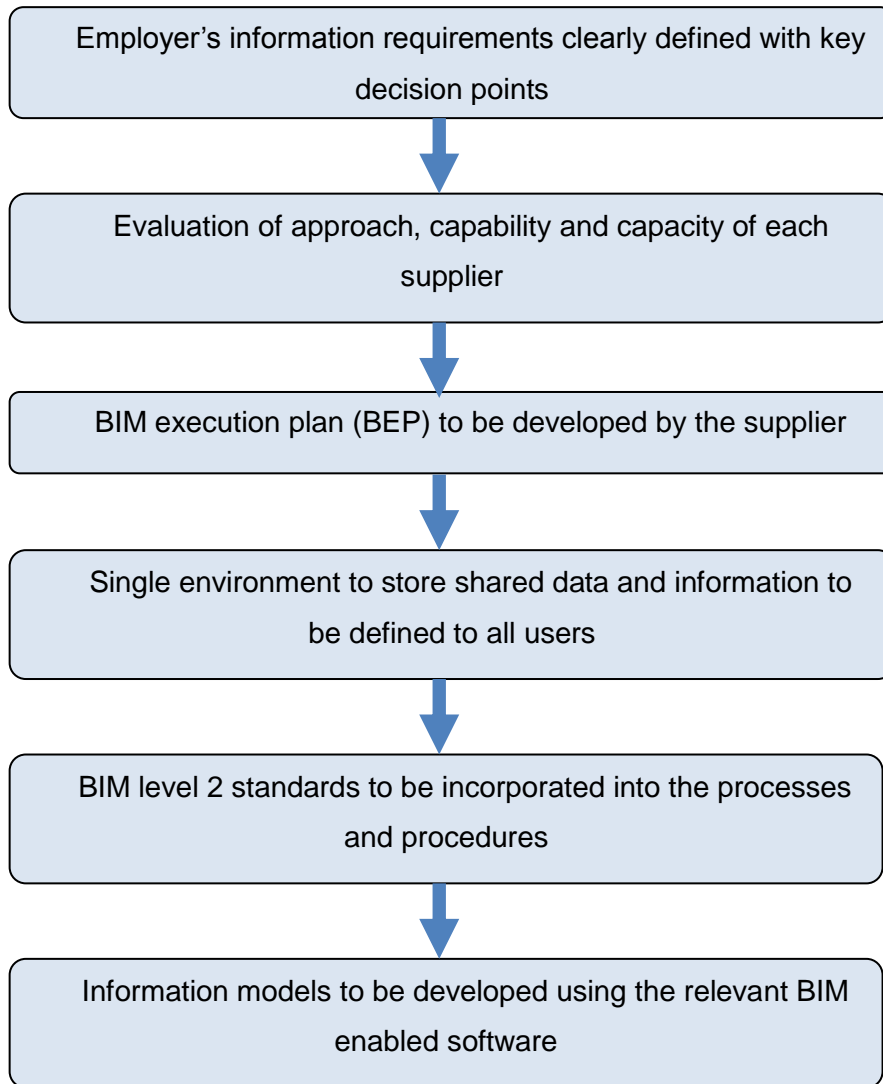 Employer’s information requirements clearly defined with key
decision points
Evaluation of approach, capability and capacity of each
supplier
BIM execution plan (BEP) to be developed by the supplier
Single environment to store shared data and information to
be defined to all users
BIM level 2 standards to be incorporated into the processes
and procedures
Information models to be developed using the relevant BIM
enabled software